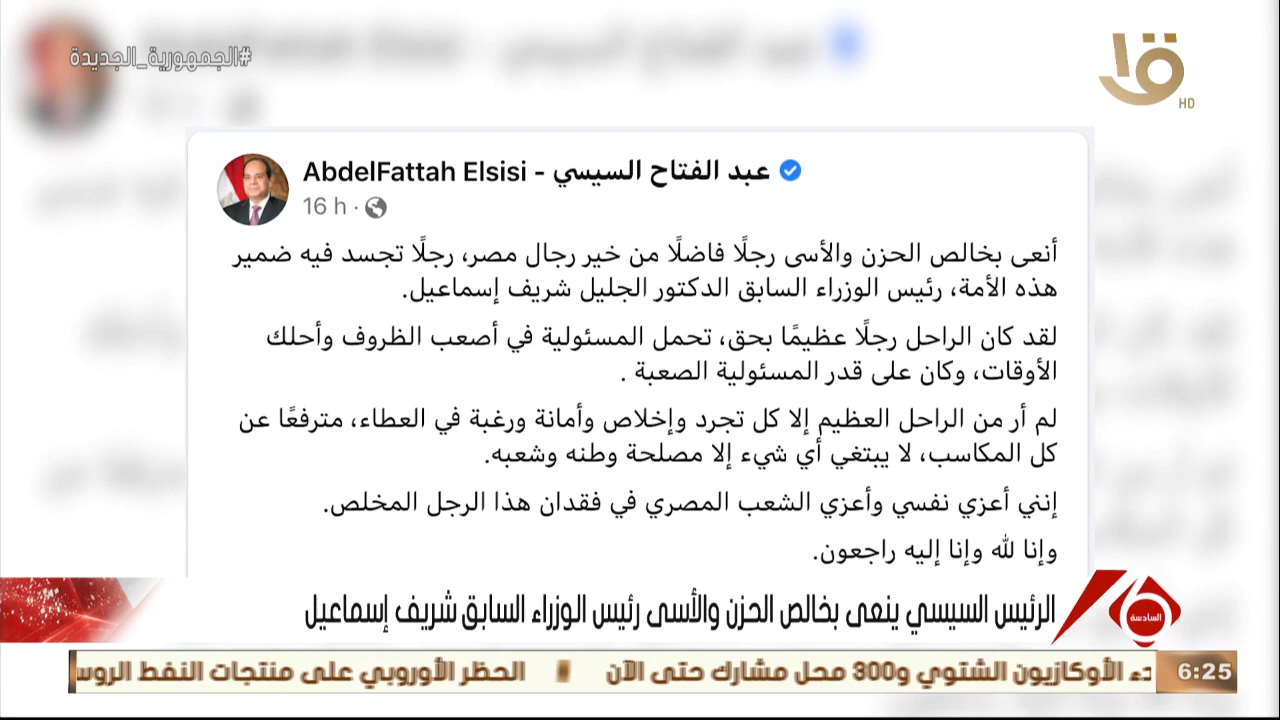 #الجمهورية_الجديدة
HD
AbdelFattah Elsisi - عبد الفتاح السيسي
16 h
أنعى بخالص الحزن والأسى رجلًا فاضلًا من خير رجال مصر، رجلًا تجسد فيه ضمير
هذه الأمة، رئيس الوزراء السابق الدكتور الجليل شريف إسماعيل.
لقد كان الراحل رجلًا عظيمًا بحق، تحمل المسئولية في أصعب الظروف وأحلك
الأوقات، وكان على قدر المسئولية الصعبة .
لم أر من الراحل العظيم إلا كل تجرد وإخلاص وأمانة ورغبة في العطاء، مترفعًا عن
كل المكاسب، لا يبتغي أي شيء إلا مصلحة وطنه وشعبه.
إنني أعزي نفسي وأعزي الشعب المصري في فقدان هذا الرجل المخلص.
وإنا لله وإنا إليه راجعون.
السادسة
الرئيس السيسي ينعى بخالص الحزن والأسى رئيس الوزراء السابق شريف إسماعيل
6:25
الأوكازيون الشتوي و300 محل مشارك حتى الآن
الحظر الأوروبي على منتجات النفط